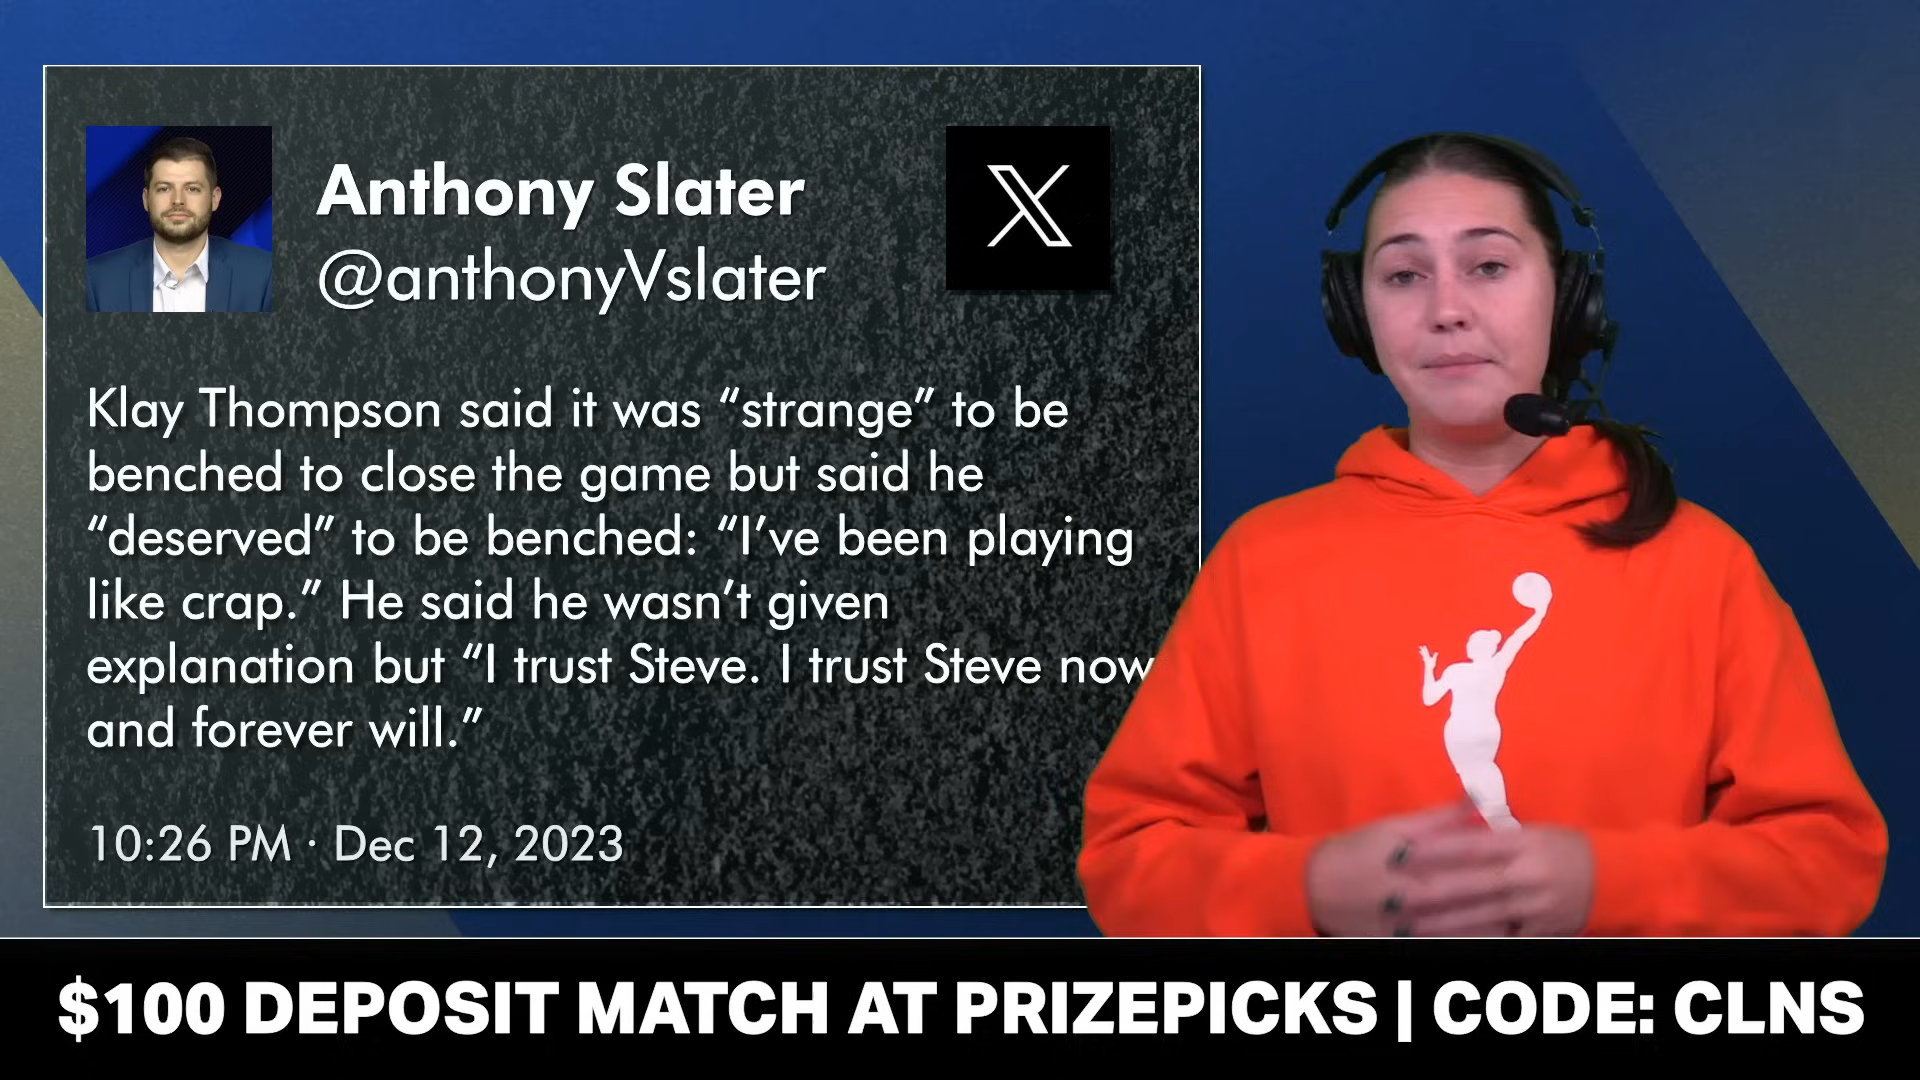 Anthony Slater
@anthonyVslater
Klay Thompson said it was “strange” to be
benched to close the game but said he
“deserved” to be benched: “I’ve been playing
like crap.” He said he wasn’t given
explanation but “I trust Steve. I trust Steve now
and forever will.”
10:26 PM · Dec 12, 2023
$100 DEPOSIT MATCH AT PRIZEPICKS | CODE: CLNS